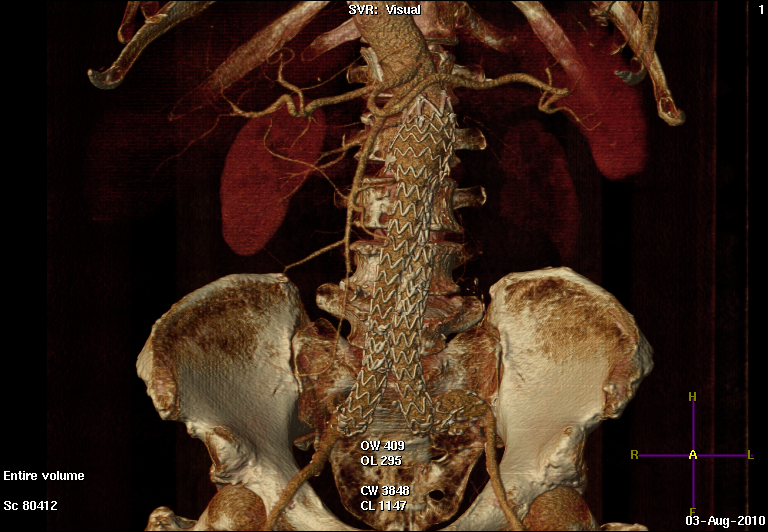 SVR: Visual
1
OW 409
OL 295
CW 3848
CL 1147
Entire volume
Sc 80412
H
R A L
F
03-Aug-2010